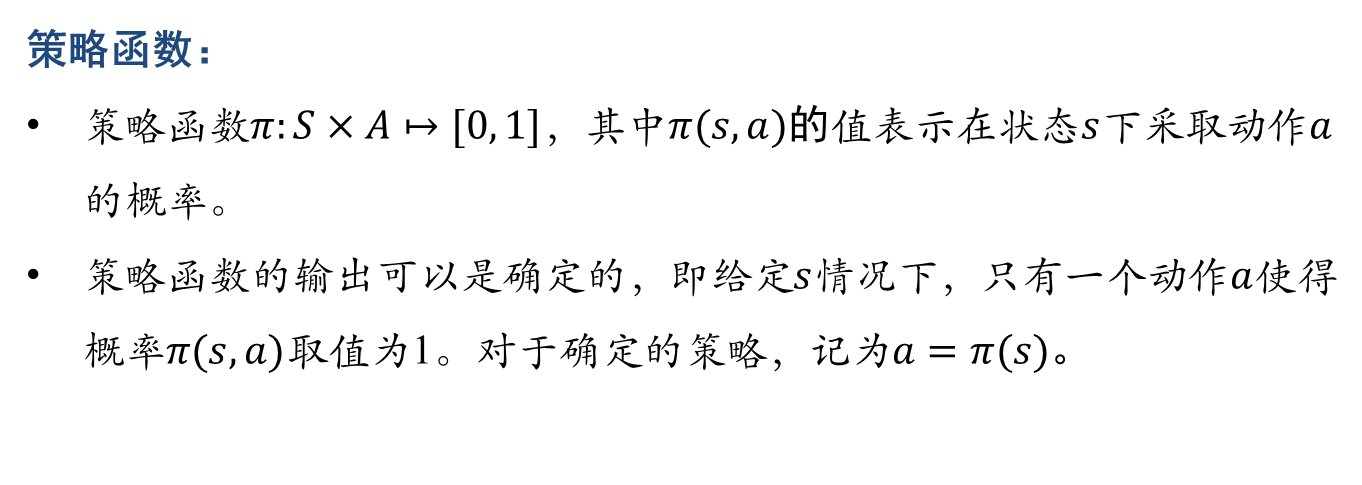 策略函数：
• 策略函数π: S × A ↦ [0, 1]，其中π(s, a)的值表示在状态s下采取动作a
的概率。
• 策略函数的输出可以是确定的，即给定s情况下，只有一个动作a使得
概率π(s, a)取值为1。对于确定的策略，记为a = π(s)。